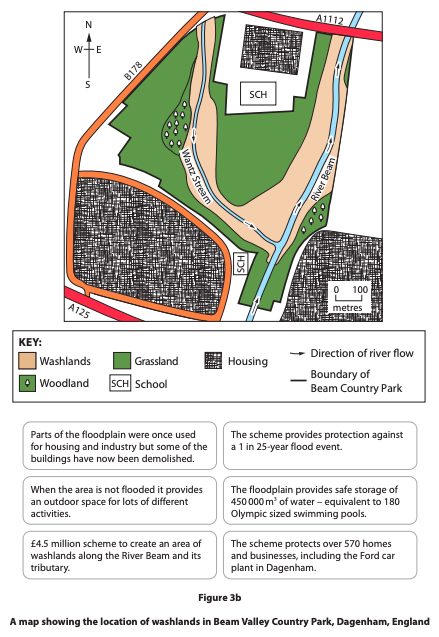 N
W E
S
A1112
B178
SCH
Wantz Stream
River Beam
SCH
0 100
metres
A125
KEY:
Washlands
Grassland
Housing
Direction of river flow
Woodland
SCH School
Boundary of
Beam Country Park
Parts of the floodplain were once used
for housing and industry but some of the
buildings have now been demolished.
The scheme provides protection against
a 1 in 25-year flood event.
When the area is not flooded it provides
an outdoor space for lots of different
activities.
The floodplain provides safe storage of
450 000 m³ of water – equivalent to 180
Olympic sized swimming pools.
£4.5 million scheme to create an area of
washlands along the River Beam and its
tributary.
The scheme protects over 570 homes
and businesses, including the Ford car
plant in Dagenham.
Figure 3b
A map showing the location of washlands in Beam Valley Country Park, Dagenham, England